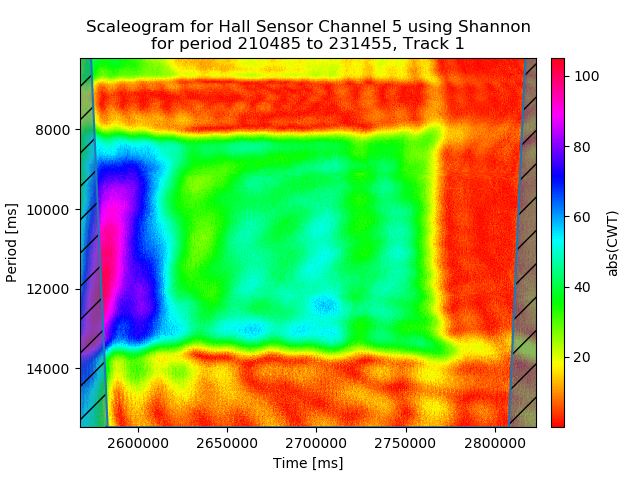 Scaleogram for Hall Sensor Channel 5 using Shannon
for period 210485 to 231455, Track 1
100
80
60
40
20
abs(CWT)
8000
10000
12000
14000
Period [ms]
2600000 2650000 2700000 2750000 2800000
Time [ms]